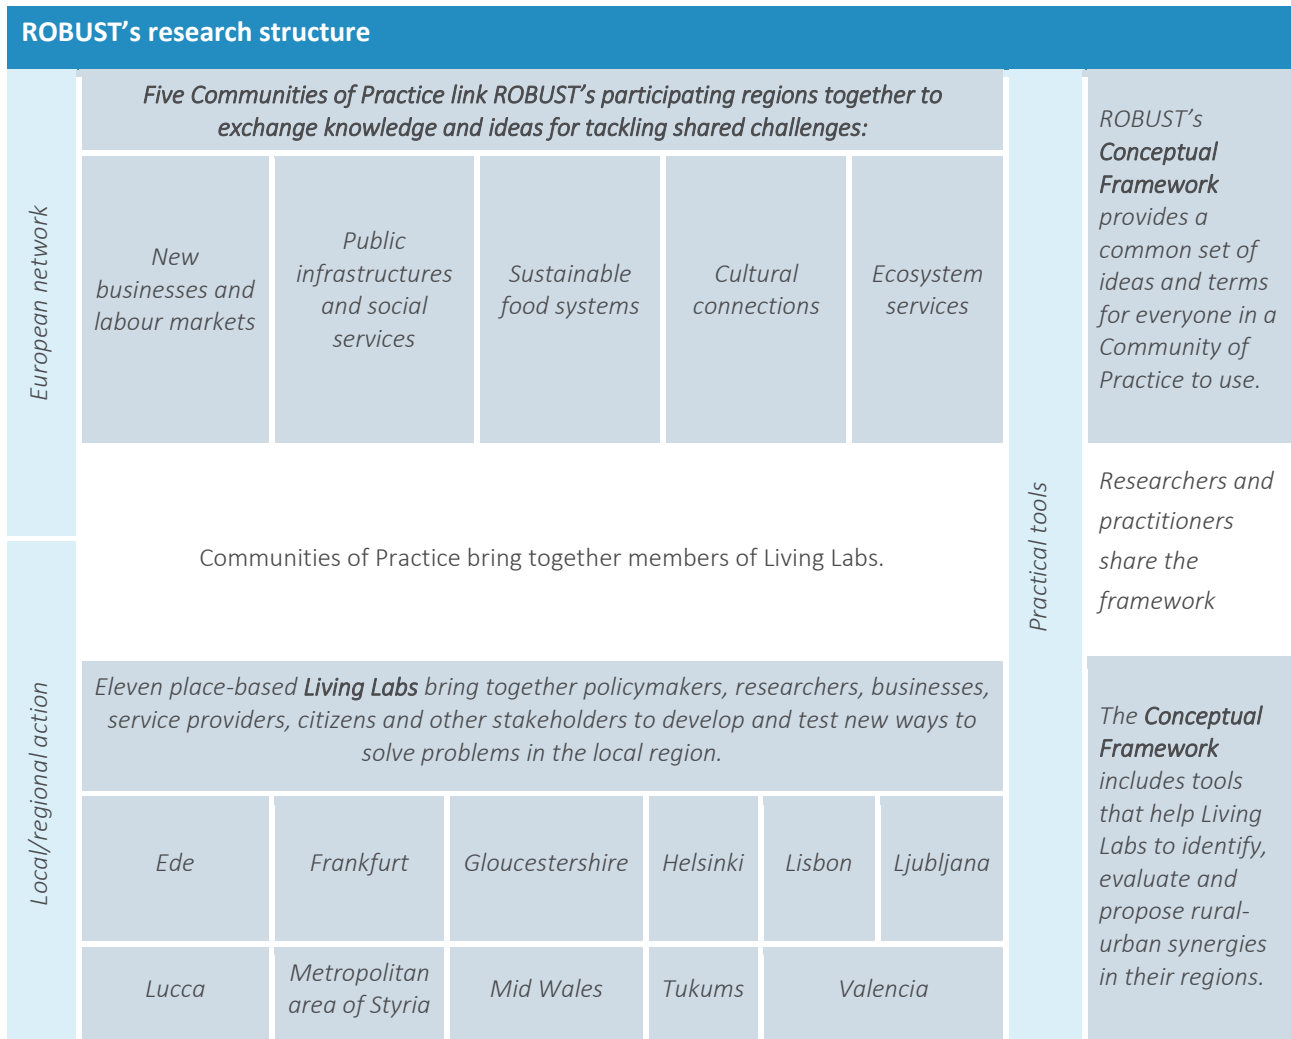 ROBUST’s research structure
European network
Five Communities of Practice link ROBUST’s participating regions together to
exchange knowledge and ideas for tackling shared challenges:
New
businesses and
labour markets
Public
infrastructures
and social
services
Sustainable
food systems
Cultural
connections
Ecosystem
services
Communities of Practice bring together members of Living Labs.
Local/regional action
Eleven place-based Living Labs bring together policymakers, researchers, businesses,
service providers, citizens and other stakeholders to develop and test new ways to
solve problems in the local region.
Ede
Frankfurt
Gloucestershire
Helsinki
Lisbon
Ljubljana
Lucca
Metropolitan
area of Styria
Mid Wales
Tukums
Valencia
Practical tools
ROBUST’s
Conceptual
Framework
provides a
common set of
ideas and terms
for everyone in a
Community of
Practice to use.
Researchers and
practitioners
share the
framework
The Conceptual
Framework
includes tools
that help Living
Labs to identify,
evaluate and
propose rural-
urban synergies
in their regions.